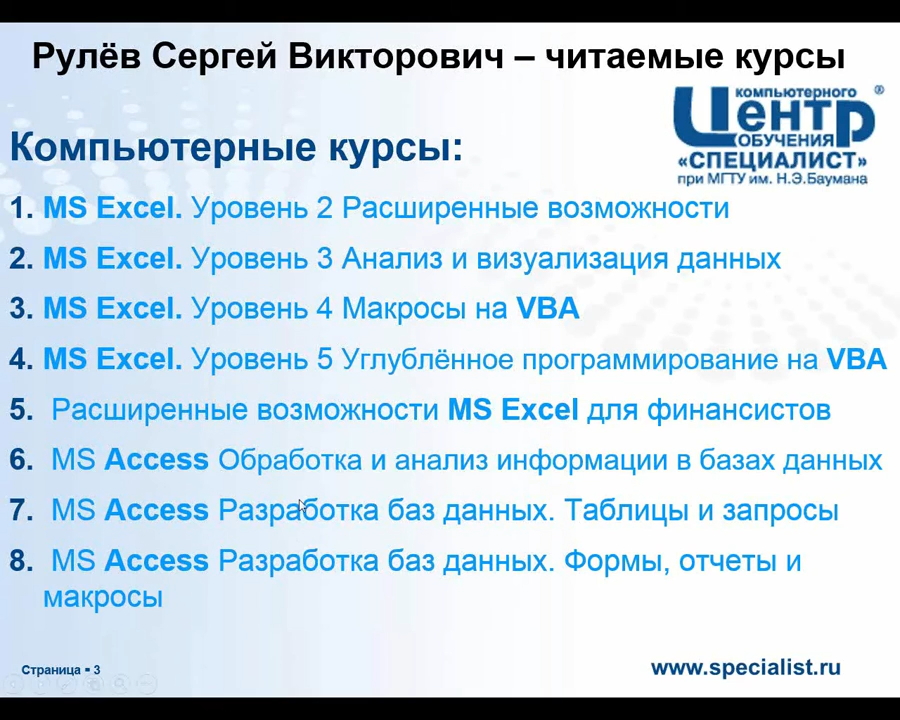 Рулёв Сергей Викторович – читаемые курсы
компьютерного ®
Центр
ОБУЧЕНИЯ
«СПЕЦИАЛИСТ»
при МГТУ им. Н.Э.Баумана
Компьютерные курсы:
1. MS Excel. Уровень 2 Расширенные возможности
2. MS Excel. Уровень 3 Анализ и визуализация данных
3. MS Excel. Уровень 4 Макросы на VBA
4. MS Excel. Уровень 5 Углублённое программирование на VBA
5. Расширенные возможности MS Excel для финансистов
6. MS Access Обработка и анализ информации в базах данных
7. MS Access Разработка баз данных. Таблицы и запросы
8. MS Access Разработка баз данных. Формы, отчеты и
макросы
Страница ▪ 3
www.specialist.ru